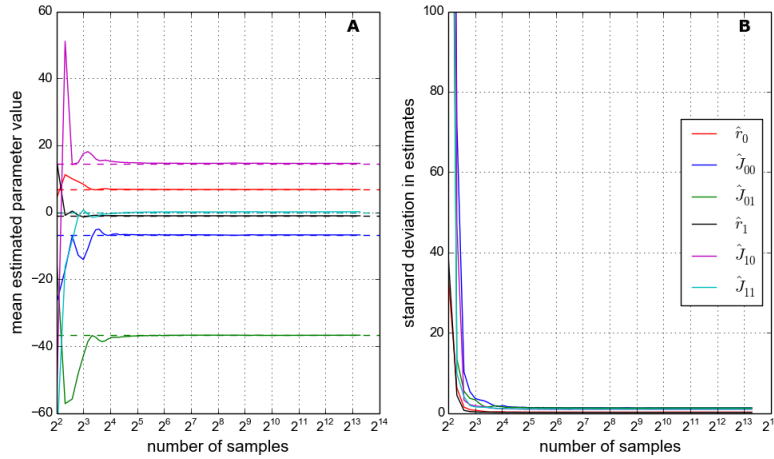 60
40
20
0
−20
−40
−60
mean estimated parameter value
A
2^2 2^3 2^4 2^5 2^6 2^7 2^8 2^9 2^10 2^11 2^12 2^13 2^14
number of samples
100
80
60
40
20
0
standard deviation in estimates
B
r̂_0
Ĵ_00
Ĵ_01
r̂_1
Ĵ_10
Ĵ_11
2^2 2^3 2^4 2^5 2^6 2^7 2^8 2^9 2^10 2^11 2^12 2^13 2^1
number of samples